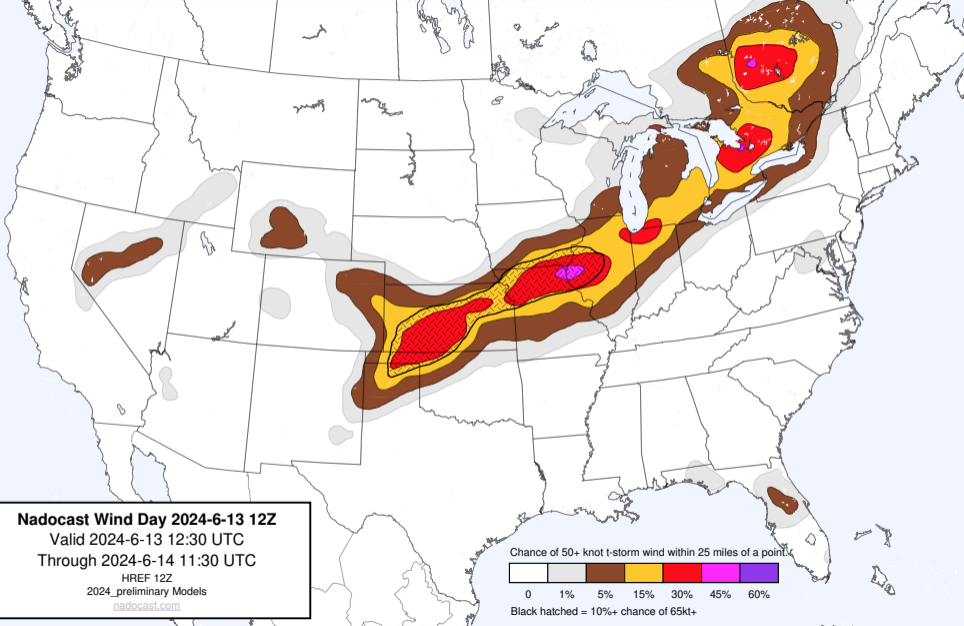 Nadocast Wind Day 2024-6-13 12Z
Valid 2024-6-13 12:30 UTC
Through 2024-6-14 11:30 UTC
HREF 12Z
2024_preliminary Models
nadocast.com
Chance of 50+ knot t-storm wind within 25 miles of a point.
0 1% 5% 15% 30% 45% 60%
Black hatched = 10%+ chance of 65kt+